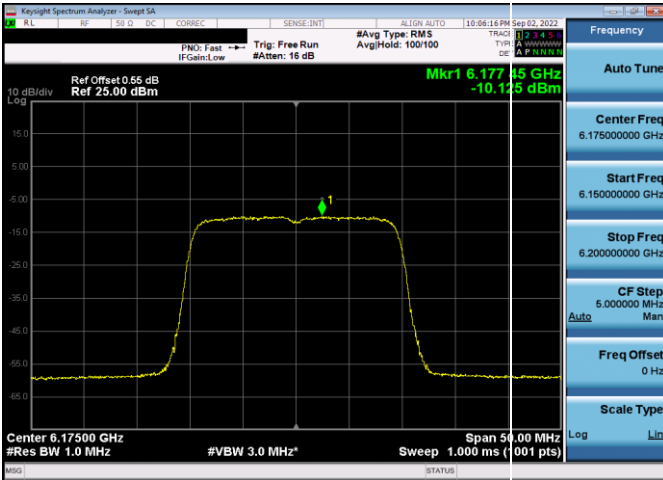 Keysight Spectrum Analyzer - Swept SA
RL RF 50 Ω DC CORREC SENSE:INT ALIGN AUTO 10:06:16 PM Sep 02, 2022
#Avg Type: RMS TRACE 1 2 3 4 5 6
PNO: Fast Trig: Free Run Avg|Hold: 100/100 TYPE A WWWWW
IFGain:Low #Atten: 16 dB DET A P N N N N
Mkr1 6.177 45 GHz
Ref Offset 0.55 dB
10 dB/div Ref 25.00 dBm -10.125 dBm
Log
15.0
5.00
-5.00
1
-15.0
-25.0
-35.0
-45.0
-55.0
-65.0
Center 6.17500 GHz Span 50.00 MHz
#Res BW 1.0 MHz #VBW 3.0 MHz* Sweep 1.000 ms (1001 pts)
MSG STATUS
Frequency
Auto Tune
Center Freq
6.175000000 GHz
Start Freq
6.150000000 GHz
Stop Freq
6.200000000 GHz
CF Step
5.000000 MHz
Auto Man
Freq Offset
0 Hz
Scale Type
Log Lin